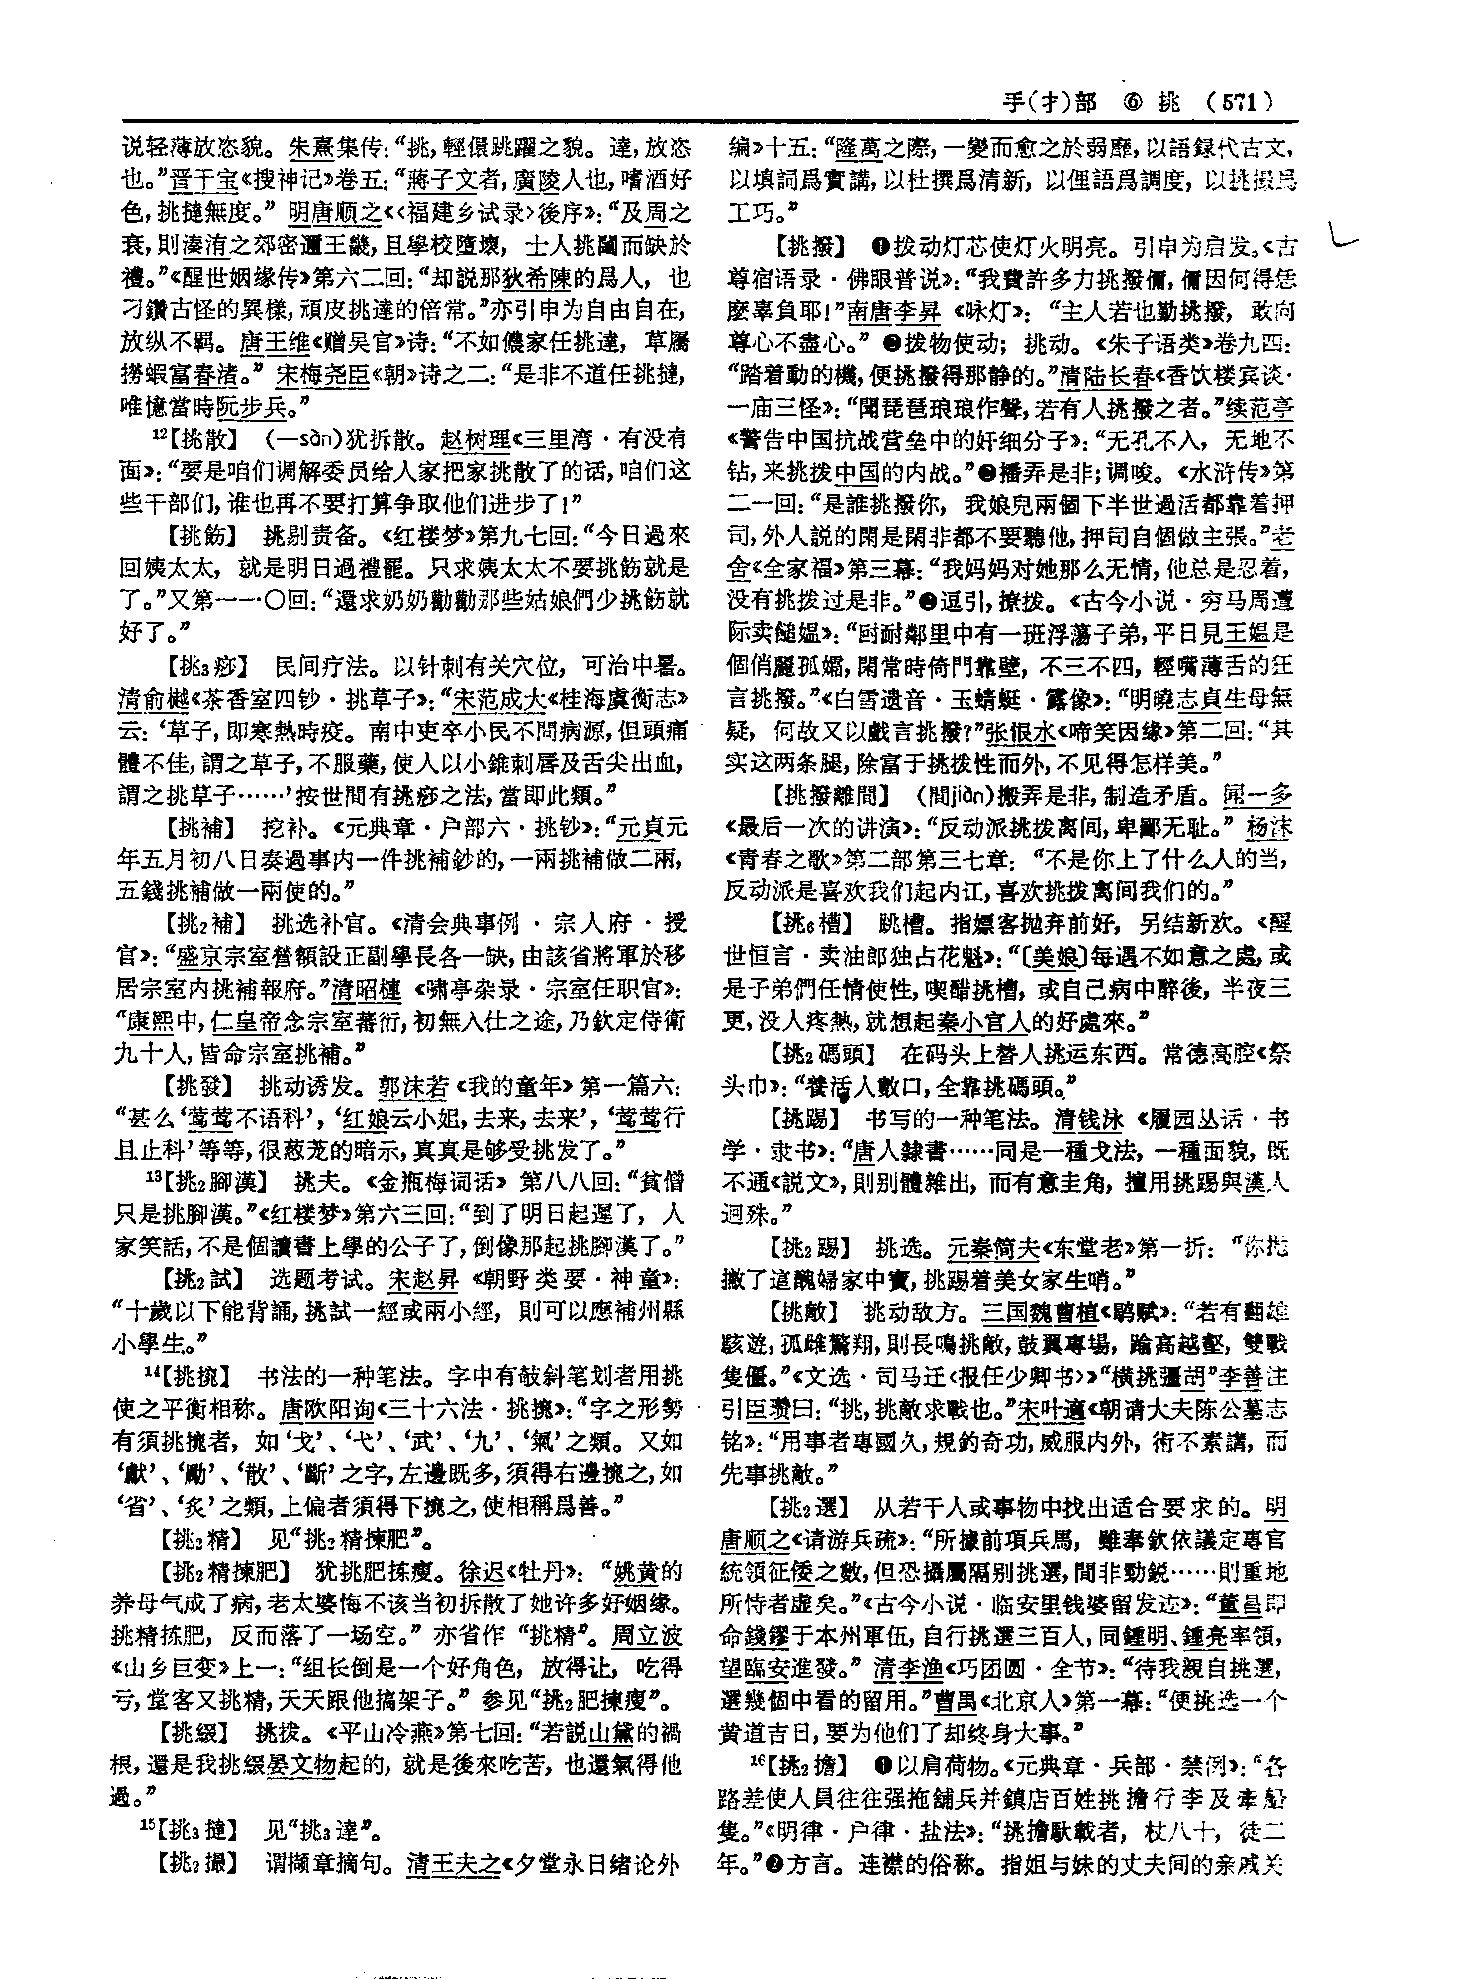 手(扌)部 ⑥ 挑 (571)
说轻薄放恣貌。朱熹集传：“挑，輕儇跳躍之貌。達，放恣
也。”晋干宝《搜神记》卷五：“蔣子文者，廣陵人也，嗜酒好
色，挑撻無度。”明唐顺之《〈福建乡试录〉後序》：“及周之
衰，則溱洧之郊密邇王畿，且學校墮壞，士人挑闥而缺於
禮。”《醒世姻缘传》第六二回：“却説那狄希陳的爲人，也
刁鑽古怪的異樣，頑皮挑達的倍常。”亦引申为自由自在，
放纵不羁。唐王维《赠吴官》诗：“不如儂家任挑達，草屩
撈蝦富春渚。”宋梅尧臣《朝》诗之二：“是非不道任挑撻，
唯憶當時阮步兵。”
12【挑散】 (—sàn)犹拆散。赵树理《三里湾·有没有
面》：“要是咱们调解委员给人家把家挑散了的话，咱们这
些干部们，谁也再不要打算争取他们进步了！”
【挑飭】 挑剔责备。《红楼梦》第九七回：“今日過來
回姨太太，就是明日過禮罷。只求姨太太不要挑飭就是
了。”又第一一〇回：“還求奶奶勸勸那些姑娘們少挑飭就
好了。”
【挑3痧】 民间疗法。以针刺有关穴位，可治中暑。
清俞樾《茶香室四钞·挑草子》：“宋范成大《桂海虞衡志》
云：‘草子，即寒熱時疫。南中吏卒小民不問病源，但頭痛
體不佳，謂之草子，不服藥，使人以小錐刺唇及舌尖出血，
謂之挑草子……’按世間有挑痧之法，當即此類。”
【挑補】 挖补。《元典章·户部六·挑钞》：“元貞元
年五月初八日奏過事内一件挑補鈔的，一兩挑補做二兩，
五錢挑補做一兩使的。”
【挑2補】 挑选补官。《清会典事例·宗人府·授
官》：“盛京宗室營額設正副學長各一缺，由該省將軍於移
居宗室内挑補報府。”清昭槤《啸亭杂录·宗室任职官》：
“康熙中，仁皇帝念宗室蕃衍，初無入仕之途，乃欽定侍衛
九十人，皆命宗室挑補。”
【挑發】 挑动诱发。郭沫若《我的童年》第一篇六：
“甚么‘莺莺不语科’，‘红娘云小姐，去来，去来’，‘莺莺行
且止科’等等，很葱茏的暗示，真真是够受挑发了。”
13【挑2腳漢】 挑夫。《金瓶梅词话》第八八回：“貧僧
只是挑腳漢。”《红楼梦》第六三回：“到了明日起遲了，人
家笑話，不是個讀書上學的公子了，倒像那起挑腳漢了。”
【挑2試】 选题考试。宋赵昇《朝野类要·神童》：
“十歲以下能背誦，挑試一經或兩小經，則可以應補州縣
小學生。”
14【挑㧪】 书法的一种笔法。字中有敧斜笔划者用挑
使之平衡相称。唐欧阳询《三十六法·挑㧪》：“字之形勢
有須挑㧪者，如‘戈’、‘弋’、‘武’、‘九’、‘氣’之類。又如
‘獻’、‘勵’、‘散’、‘斷’之字，左邊既多，須得右邊㧪之，如
‘省’、‘炙’之類，上偏者須得下㧪之，使相稱爲善。”
【挑2精】 见“挑2精揀肥”。
【挑2精揀肥】 犹挑肥拣瘦。徐迟《牡丹》：“姚黄的
养母气成了病，老太婆悔不该当初拆散了她许多好姻缘。
挑精拣肥，反而落了一场空。”亦省作“挑精”。周立波
《山乡巨变》上一：“组长倒是一个好角色，放得让，吃得
亏，堂客又挑精，天天跟他搞架子。”参见“挑2肥揀瘦”。
【挑綴】 挑拨。《平山冷燕》第七回：“若説山黛的禍
根，還是我挑綴晏文物起的，就是後來吃苦，也還氣得他
過。”
15【挑3撻】 见“挑3達”。
【挑2撮】 谓撷章摘句。清王夫之《夕堂永日绪论外
编》十五：“隆萬之際，一變而愈之於弱靡，以語録代古文，
以填詞爲實講，以杜撰爲清新，以俚語爲調度，以挑撮爲
工巧。”
【挑撥】 ❶拨动灯芯使灯火明亮。引申为启发。《古
尊宿语录·佛眼普说》：“我費許多力挑撥儞，儞因何得恁
麽辜負耶！”南唐李昪《咏灯》：“主人若也勤挑撥，敢向
尊心不盡心。”❷拨物使动；挑动。《朱子语类》卷九四：
“踏着動的機，便挑撥得那静的。”清陆长春《香饮楼宾谈·
一庙三怪》：“聞琵琶琅琅作聲，若有人挑撥之者。”续范亭
《警告中国抗战营垒中的奸细分子》：“无孔不入，无地不
钻，来挑拨中国的内战。”❸播弄是非；调唆。《水浒传》第
二一回：“是誰挑撥你，我娘兒兩個下半世過活都靠着押
司，外人説的閑是閑非都不要聽他，押司自個做主張。”老
舍《全家福》第三幕：“我妈妈对她那么无情，他总是忍着，
没有挑拨过是非。”❹逗引，撩拨。《古今小说·穷马周遭
际卖䭔媪》：“叵耐鄰里中有一班浮蕩子弟，平日見王媪是
個俏麗孤孀，閑常時倚門靠壁，不三不四，輕嘴薄舌的狂
言挑撥。”《白雪遗音·玉蜻蜓·露像》：“明曉志貞生母無
疑，何故又以戲言挑撥？”张恨水《啼笑因缘》第二回：“其
实这两条腿，除富于挑拨性而外，不见得怎样美。”
【挑撥離間】 (間jiàn)搬弄是非，制造矛盾。闻一多
《最后一次的讲演》：“反动派挑拨离间，卑鄙无耻。”杨沫
《青春之歌》第二部第三七章：“不是你上了什么人的当，
反动派是喜欢我们起内讧，喜欢挑拨离间我们的。”
【挑6槽】 跳槽。指嫖客抛弃前好，另结新欢。《醒
世恒言·卖油郎独占花魁》：“〔美娘〕每遇不如意之處，或
是子弟們任情使性，喫醋挑槽，或自己病中醉後，半夜三
更，没人疼熱，就想起秦小官人的好處來。”
【挑2碼頭】 在码头上替人挑运东西。常德高腔《祭
头巾》：“養活人數口，全靠挑碼頭。”
【挑踢】 书写的一种笔法。清钱泳《履园丛话·书
学·隶书》：“唐人隸書……同是一種戈法，一種面貌，既
不通《説文》，則别體雜出，而有意圭角，擅用挑踢與漢人
迥殊。”
【挑2踢】 挑选。元秦简夫《东堂老》第一折：“你抛
撇了這醜婦家中寶，挑踢着美女家生哨。”
【挑敵】 挑动敌方。三国魏曹植《鹖赋》：“若有翻雄
駭遊，孤雌驚翔，則長鳴挑敵，鼓翼專場，踰高越壑，雙戰
隻僵。”《文选·司马迁〈报任少卿书〉》“横挑彊胡”李善注
引臣瓒曰：“挑，挑敵求戰也。”宋叶適《朝请大夫陈公墓志
铭》：“用事者專國久，規釣奇功，威服内外，術不素講，而
先事挑敵。”
【挑2選】 从若干人或事物中找出适合要求的。明
唐顺之《请游兵疏》：“所據前項兵馬，雖奉欽依議定專官
統領征倭之數，但恐攝屬隔别挑選，間非勁鋭……則重地
所恃者虚矣。”《古今小说·临安里钱婆留发迹》：“董昌即
命錢鏐于本州軍伍，自行挑選三百人，同鍾明、鍾亮率領，
望臨安進發。”清李渔《巧团圆·全节》：“待我親自挑選，
選幾個中看的留用。”曹禺《北京人》第一幕：“便挑选一个
黄道吉日，要为他们了却终身大事。”
16【挑2擔】 ❶以肩荷物。《元典章·兵部·禁例》：“各
路差使人員往往强拖舖兵并鎮店百姓挑擔行李及牽船
隻。”《明律·户律·盐法》：“挑擔馱載者，杖八十，徒二
年。”❷方言。连襟的俗称。指姐与妹的丈夫间的亲戚关